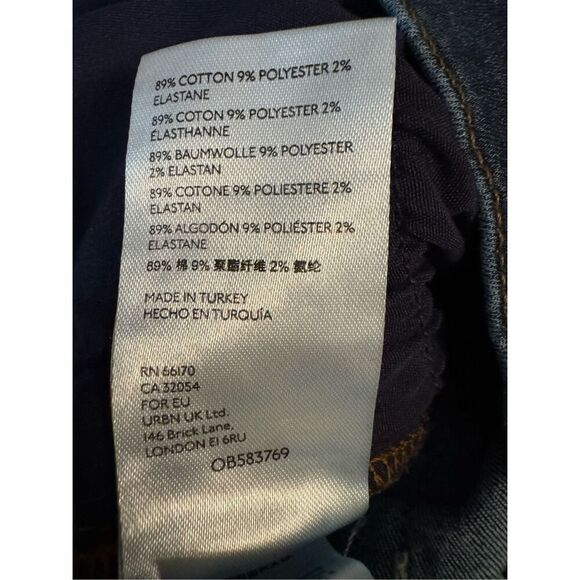 89% COTTON 9% POLYESTER 2%
ELASTANE
89% COTON 9% POLYESTER 2%
ÉLASTHANNE
89% BAUMWOLLE 9% POLYESTER
2% ELASTAN
89% COTONE 9% POLIESTERE 2%
ELASTAN
89% ALGODÓN 9% POLIÉSTER 2%
ELASTANE
89% 棉 9% 聚酯纤维 2% 氨纶
MADE IN TURKEY
HECHO EN TURQUÍA
RN 66170
CA 32054
FOR EU
URBN UK Ltd.
146 Brick Lane,
LONDON E1 6RU
OB583769